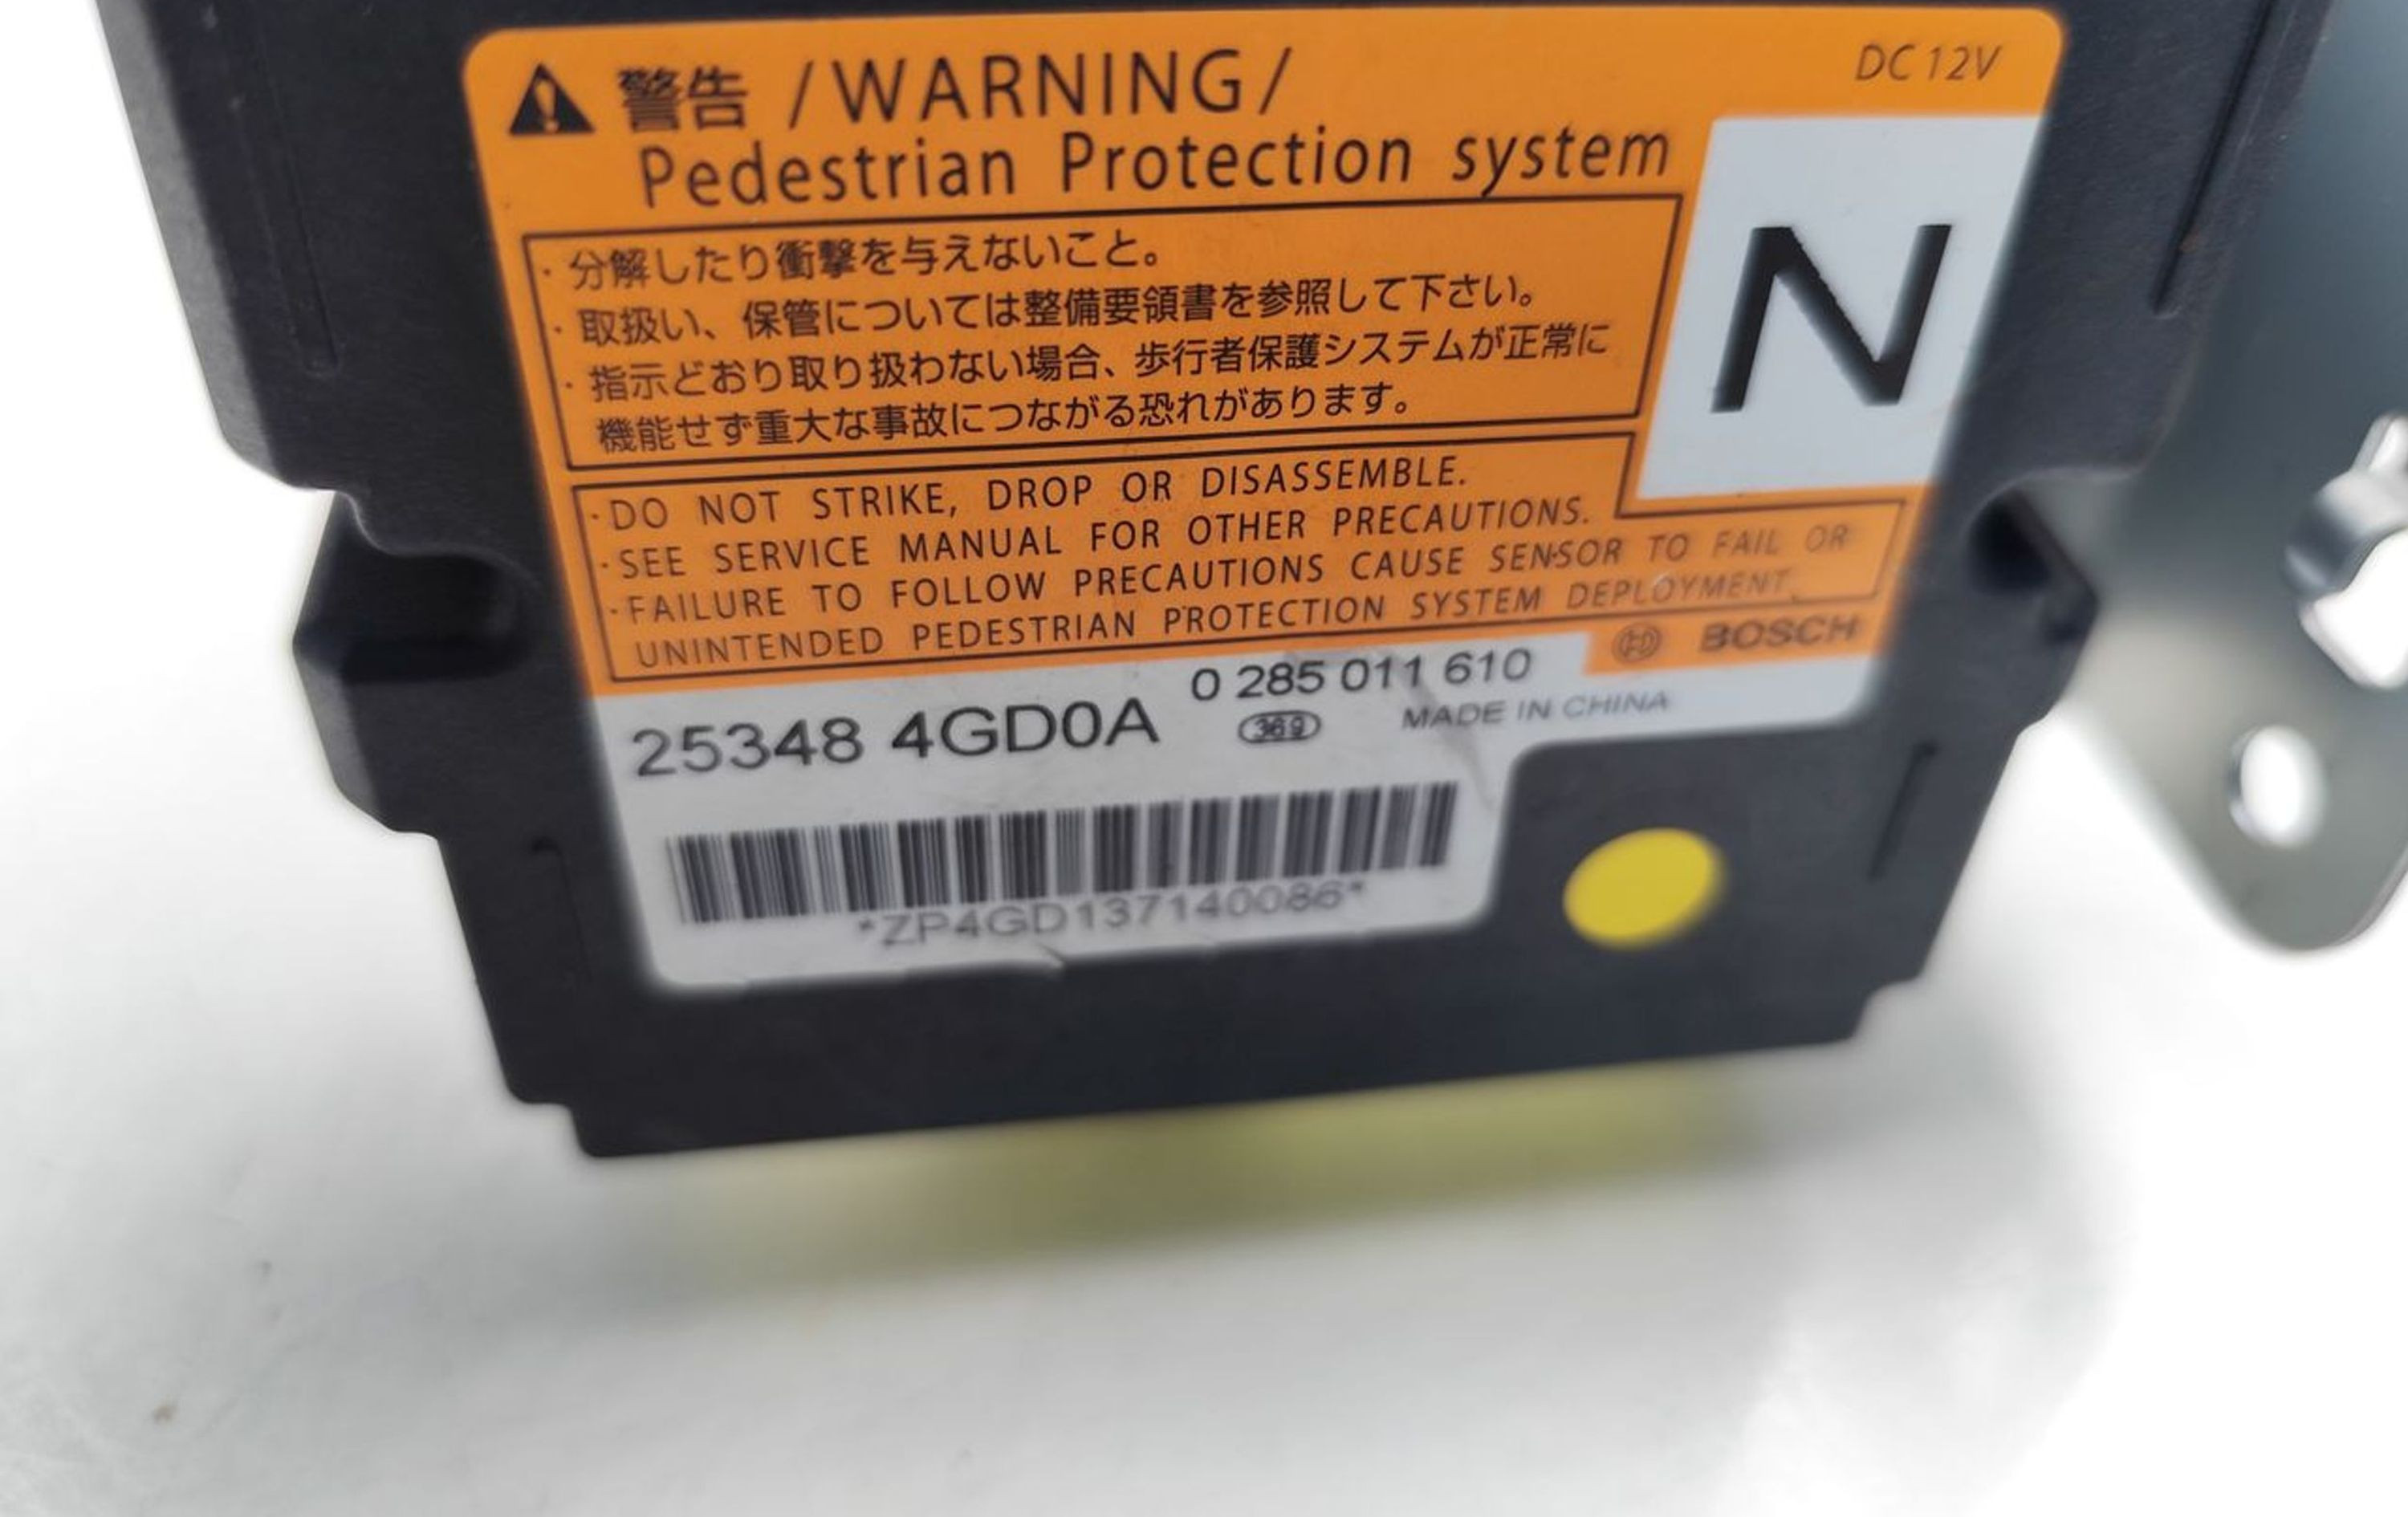 警告 /WARNING/
DC 12V
Pedestrian Protection system
N
・分解したり衝撃を与えないこと。
・取扱い、保管については整備要領書を参照して下さい。
・指示どおり取り扱わない場合、歩行者保護システムが正常に
機能せず重大な事故につながる恐れがあります。
·DO NOT STRIKE, DROP OR DISASSEMBLE.
·SEE SERVICE MANUAL FOR OTHER PRECAUTIONS.
·FAILURE TO FOLLOW PRECAUTIONS CAUSE SENSOR TO FAIL OR
UNINTENDED PEDESTRIAN PROTECTION SYSTEM DEPLOYMENT.
BOSCH
0 285 011 610
25348 4GD0A
369
MADE IN CHINA
*ZP4GD137140086*